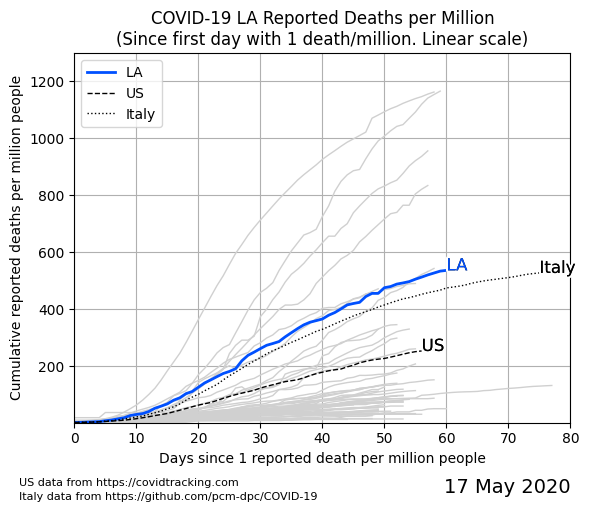 COVID-19 LA Reported Deaths per Million
(Since first day with 1 death/million. Linear scale)
LA
US
Italy
1200
1000
800
600
400
200
Cumulative reported deaths per million people
LA
Italy
US
0 10 20 30 40 50 60 70 80
Days since 1 reported death per million people
US data from https://covidtracking.com
Italy data from https://github.com/pcm-dpc/COVID-19
17 May 2020